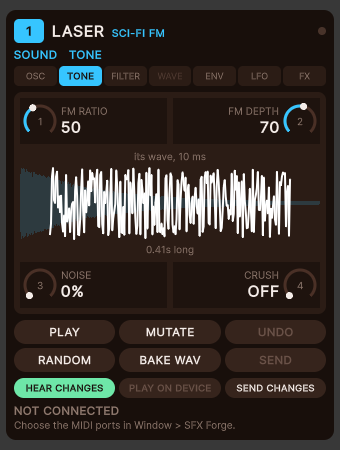 1 LASER SCI-FI FM
SOUND TONE
OSC TONE FILTER WAVE ENV LFO FX
1 FM RATIO 50
FM DEPTH 70 2
its wave, 10 ms
0.41s long
3 NOISE 0%
CRUSH OFF 4
PLAY MUTATE UNDO
RANDOM BAKE WAV SEND
HEAR CHANGES PLAY ON DEVICE SEND CHANGES
NOT CONNECTED
Choose the MIDI ports in Window > SFX Forge.